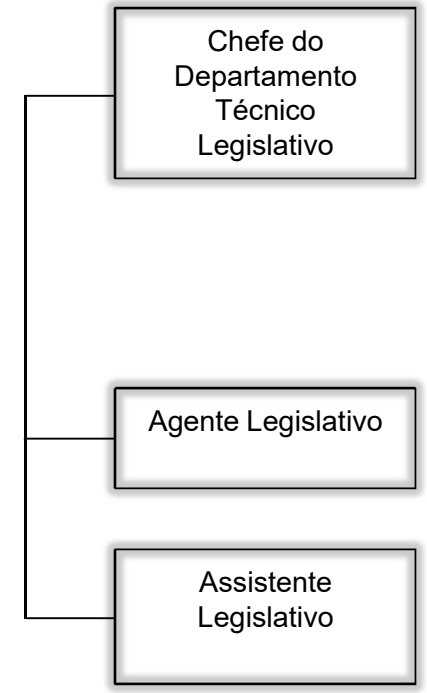 Chefe do
Departamento
Técnico
Legislativo
Agente Legislativo
Assistente
Legislativo